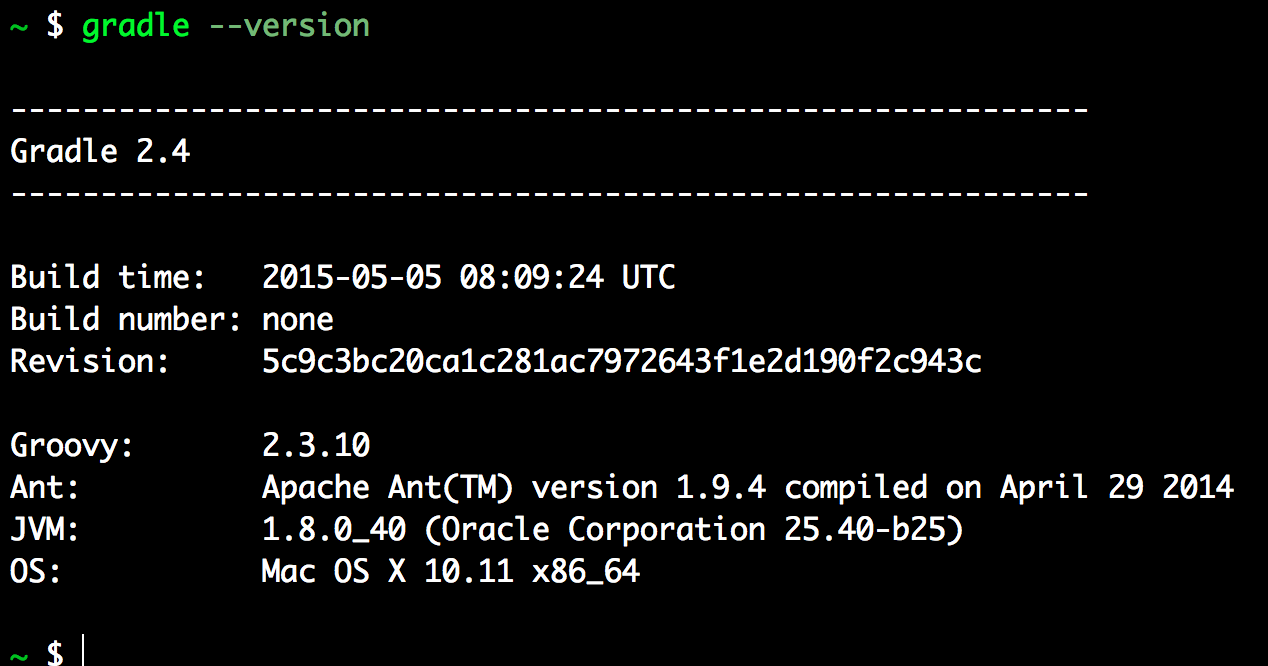 ~ $ gradle --version
------------------------------------------------------------
Gradle 2.4
------------------------------------------------------------
Build time:   2015-05-05 08:09:24 UTC
Build number: none
Revision:     5c9c3bc20ca1c281ac7972643f1e2d190f2c943c
Groovy:       2.3.10
Ant:          Apache Ant(TM) version 1.9.4 compiled on April 29 2014
JVM:          1.8.0_40 (Oracle Corporation 25.40-b25)
OS:           Mac OS X 10.11 x86_64
~ $